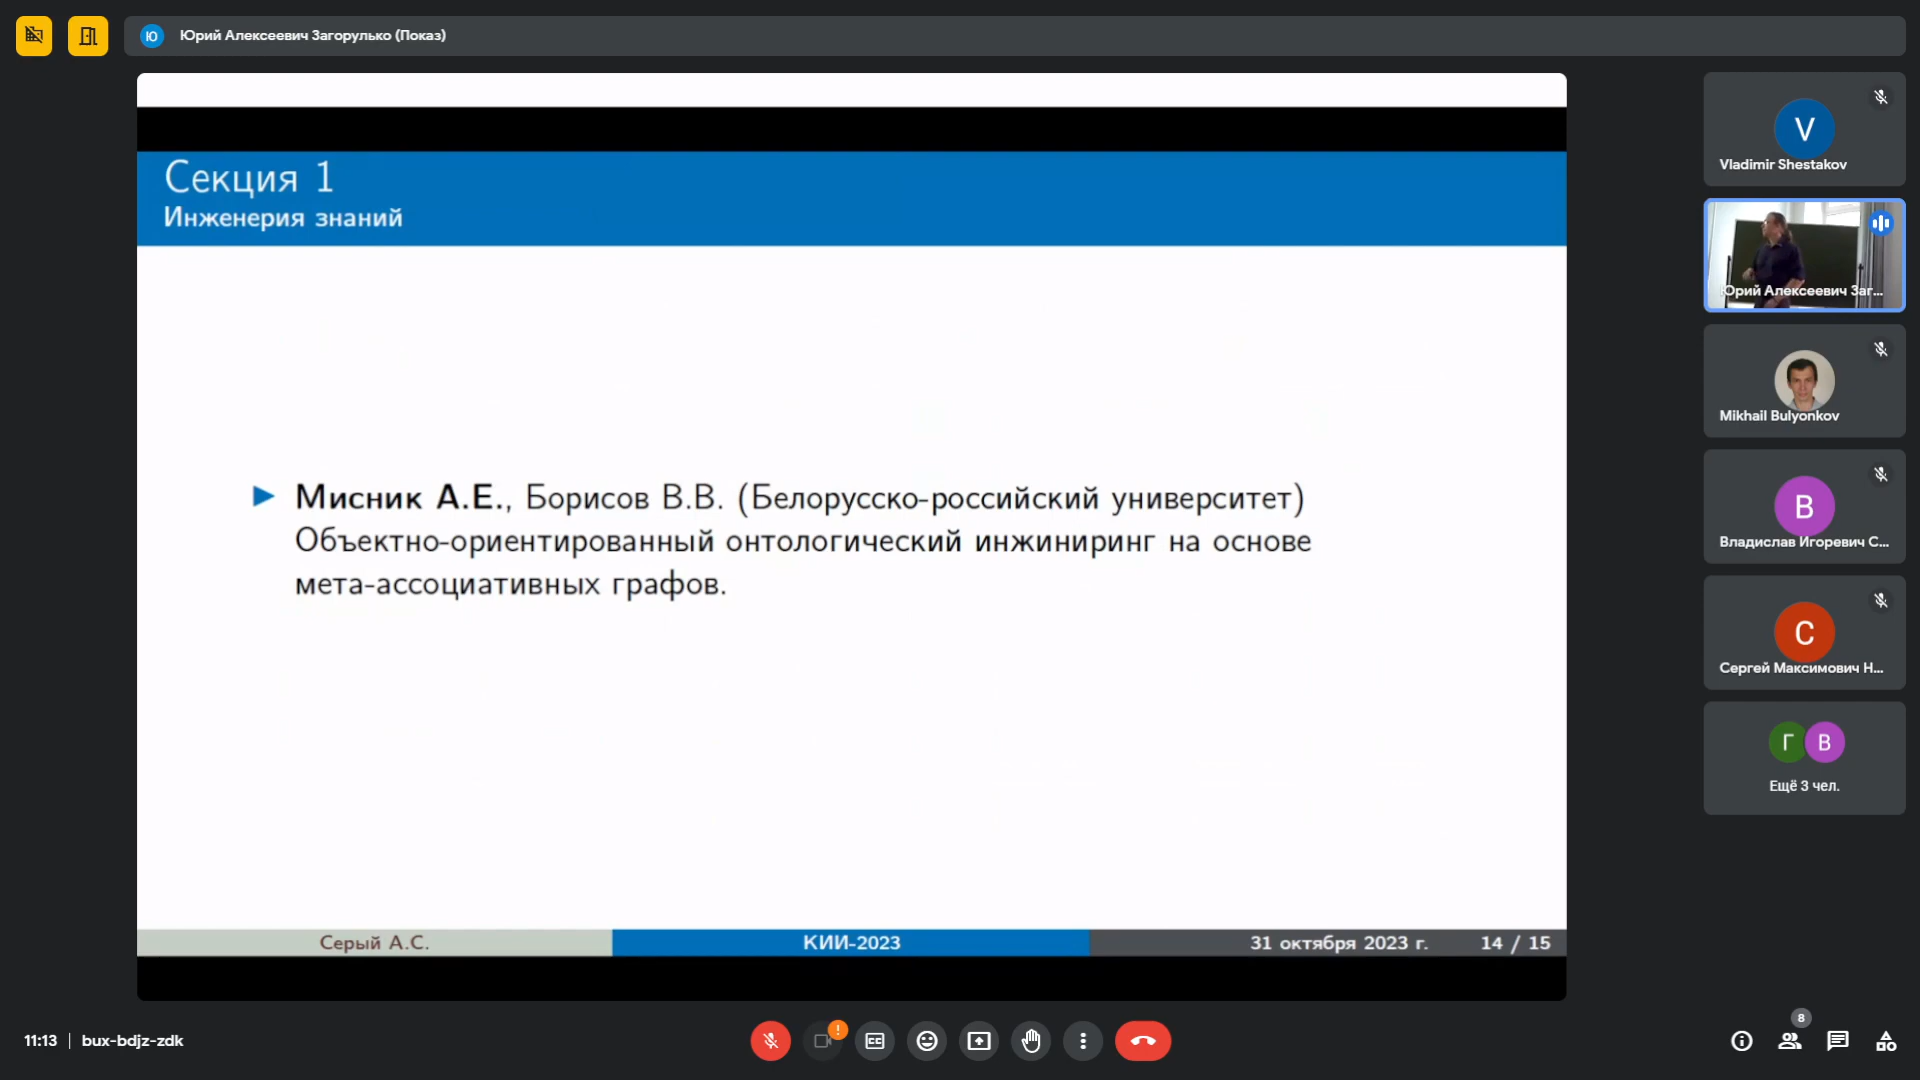 Ю Юрий Алексеевич Загорулько (Показ)
Секция 1
Инженерия знаний
Мисник А.Е., Борисов В.В. (Белорусско-российский университет)
Объектно-ориентированный онтологический инжиниринг на основе
мета-ассоциативных графов.
Серый А.С. КИИ-2023 31 октября 2023 г. 14 / 15
V
Vladimir Shestakov
Юрий Алексеевич Заг...
Mikhail Bulyonkov
В
Владислав Игоревич С...
С
Сергей Максимович Н...
Г В
Ещё 3 чел.
11:13 bux-bdjz-zdk
!
CC
8